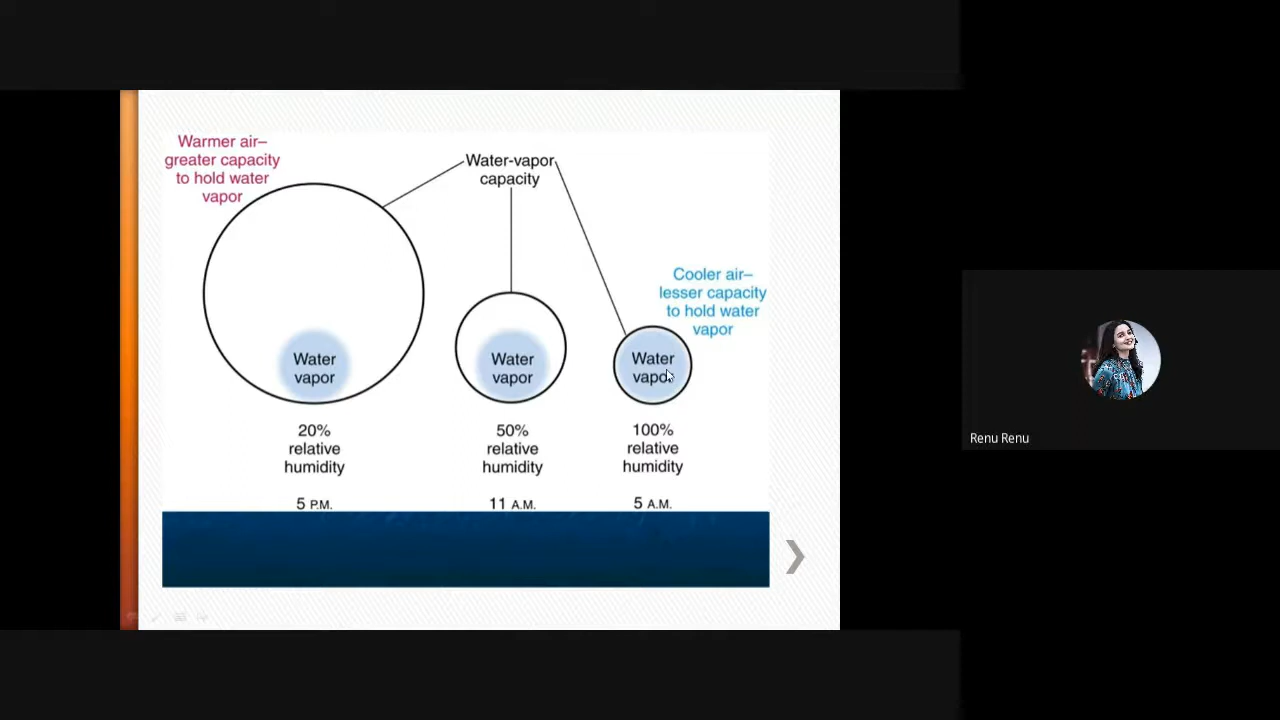 Warmer air–
greater capacity
to hold water
vapor
Water-vapor
capacity
Cooler air–
lesser capacity
to hold water
vapor
Water
vapor
Water
vapor
Water
vapor
20%
relative
humidity
50%
relative
humidity
100%
relative
humidity
5 P.M.
11 A.M.
5 A.M.
Renu Renu